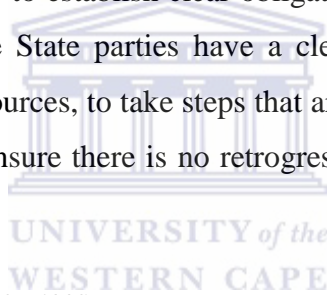 to establish clear obligat
State parties have a cle
ources, to take steps that a
nsure there is no retrogres
UNIVERSITY of the
WESTERN CAPE